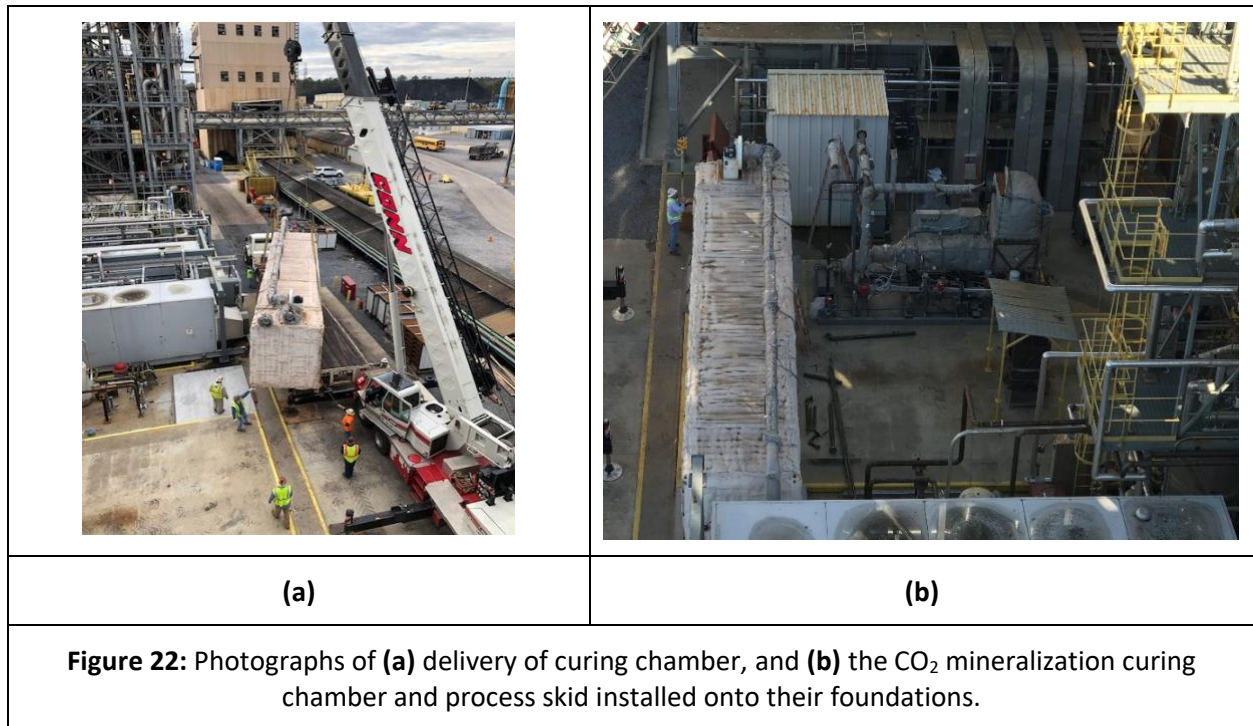 CRNN
(a)
(b)
Figure 22: Photographs of (a) delivery of curing chamber, and (b) the CO₂ mineralization curing
chamber and process skid installed onto their foundations.